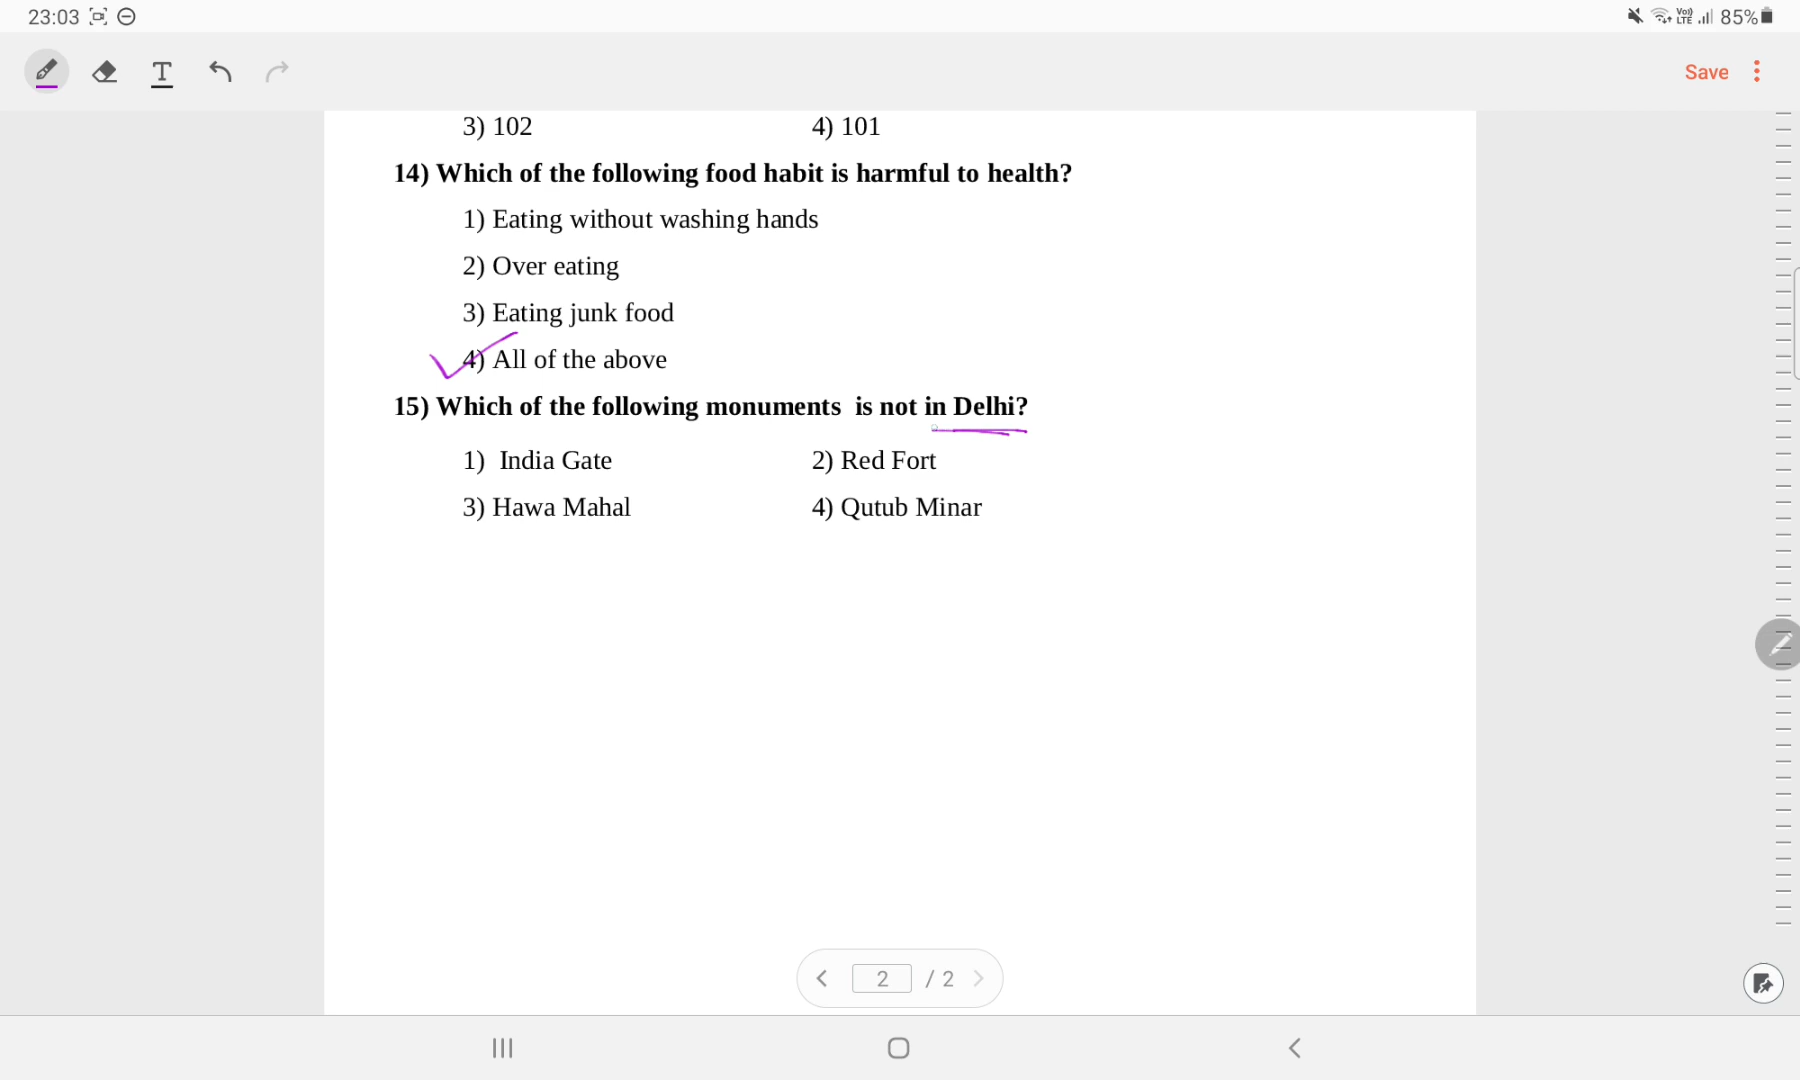 23:03 85%
T Save
3) 102 4) 101
14) Which of the following food habit is harmful to health?
1) Eating without washing hands
2) Over eating
3) Eating junk food
4) All of the above
15) Which of the following monuments is not in Delhi?
1) India Gate 2) Red Fort
3) Hawa Mahal 4) Qutub Minar
2 / 2